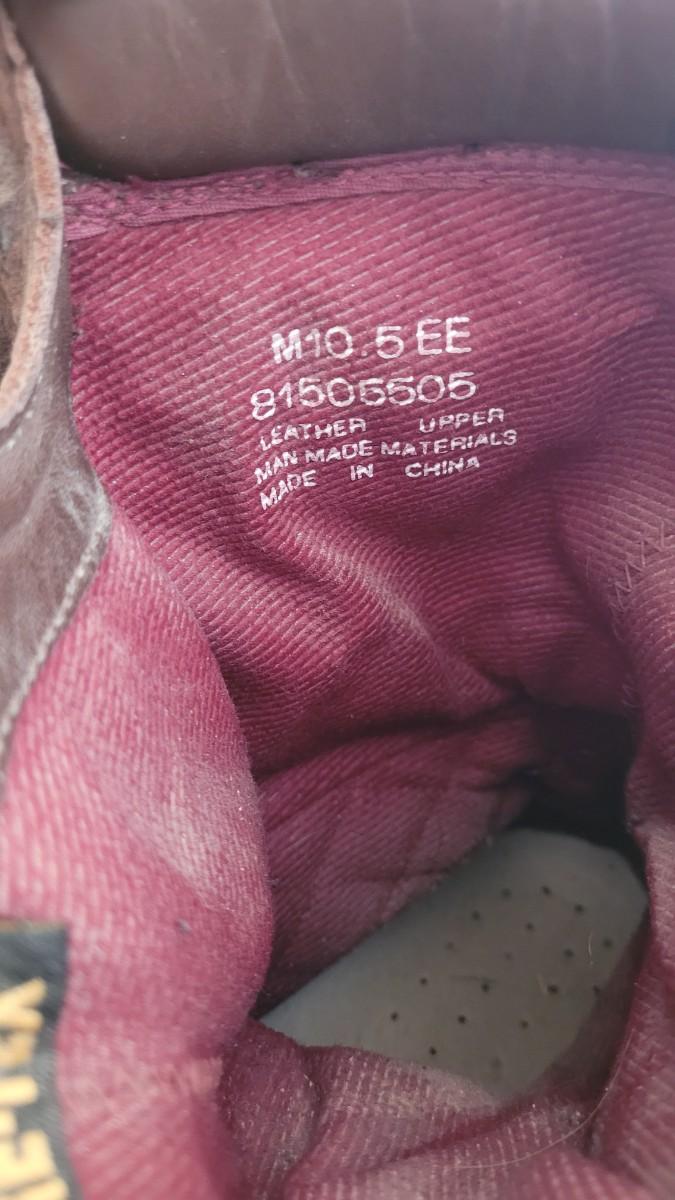 M10.5 EE
81505505
LEATHER UPPER
MAN MADE MATERIALS
MADE IN CHINA